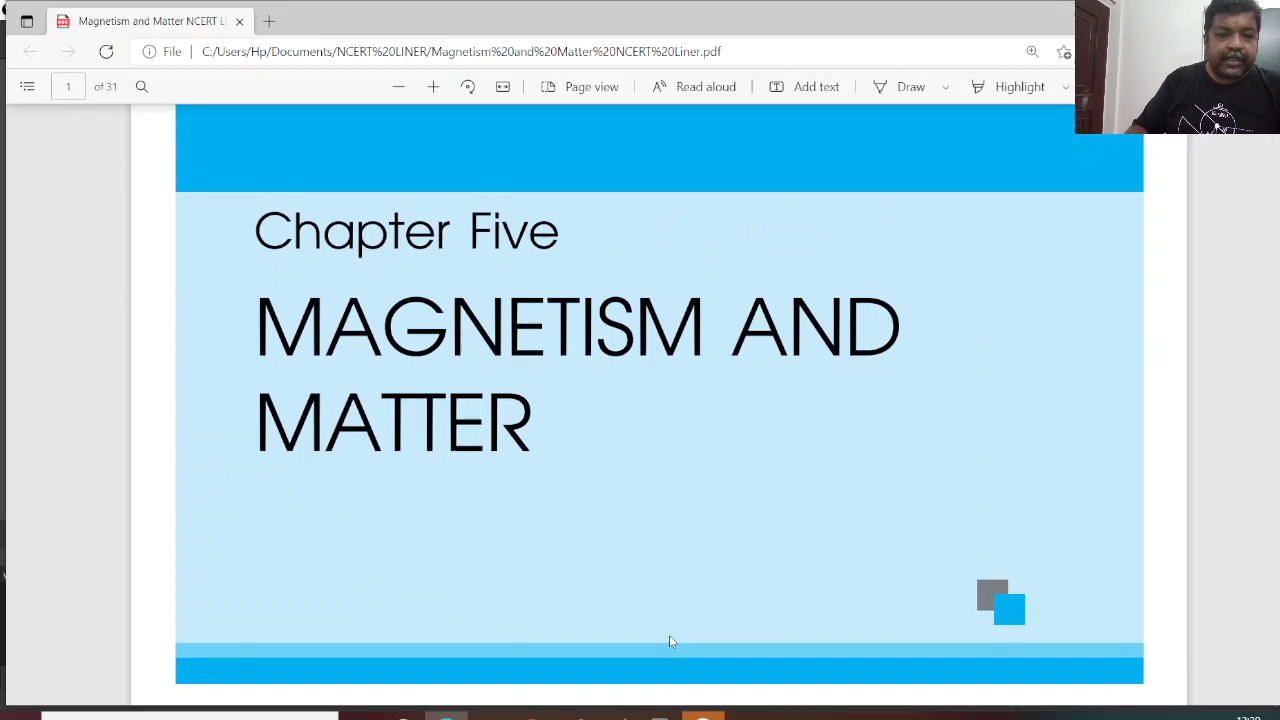 Magnetism and Matter NCERT Li
File
C:/Users/Hp/Documents/NCERT%20LINER/Magnetism%20and%20Matter%20NCERT%20Liner.pdf
1 of 31
Page view
Read aloud
Add text
Draw
Highlight
Chapter Five
MAGNETISM AND
MATTER